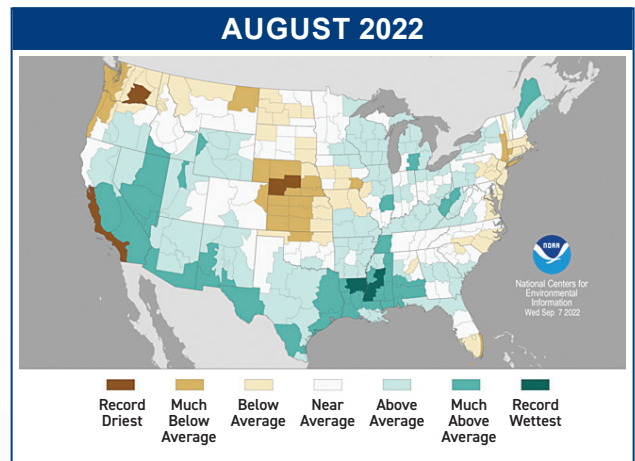 AUGUST 2022
NOAA
National Centers for
Environmental
Information
Wed Sep 7 2022
Record
Driest
Much
Below
Average
Below
Average
Near
Average
Above
Average
Much
Above
Average
Record
Wettest